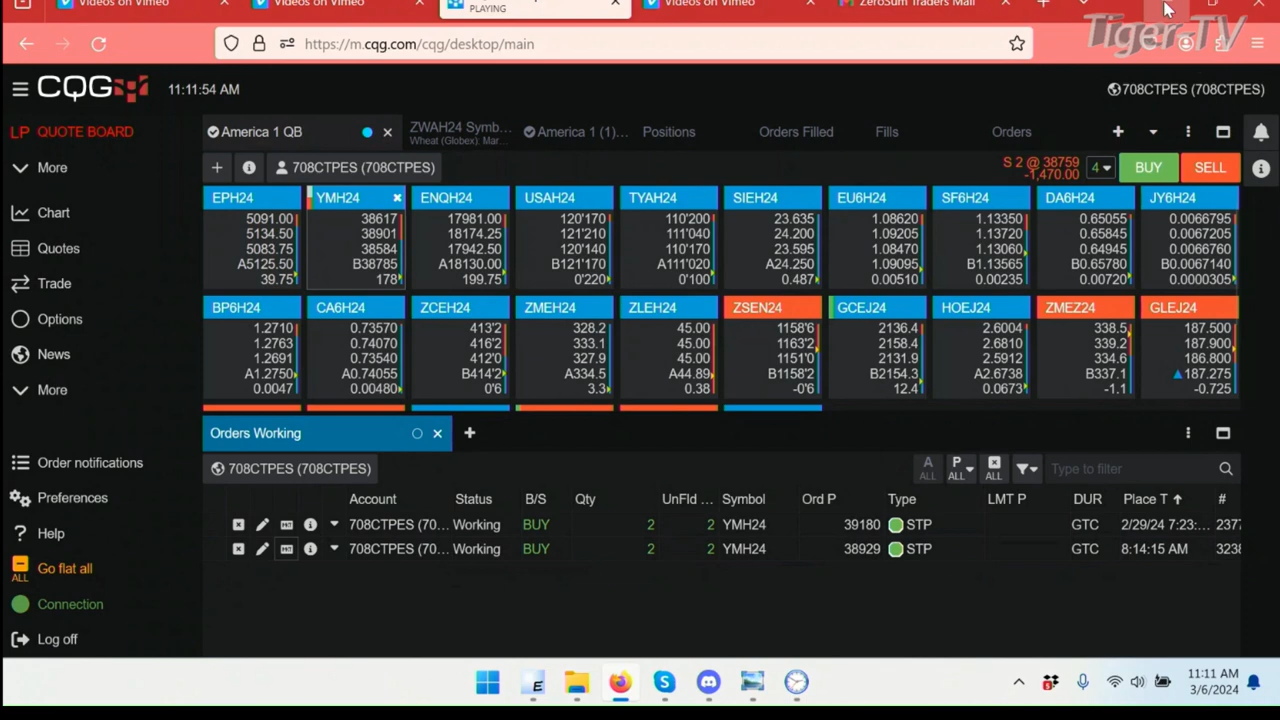 Videos on Vimeo
Videos on Vimeo
PLAYING
Videos on Vimeo
ZeroSum Traders Mail
Tiger-TV
https://m.cqg.com/cqg/desktop/main
CQG
11:11:54 AM
708CTPES (708CTPES)
LP QUOTE BOARD
More
Chart
Quotes
Trade
Options
News
More
Order notifications
Preferences
Help
ALL
Go flat all
Connection
Log off
America 1 QB
ZWAH24 Symb...
Wheat (Globex): Mar...
America 1 (1)...
Positions
Orders Filled
Fills
Orders
708CTPES (708CTPES)
S 2 @ 38759
-1,470.00
4
BUY
SELL
EPH24 YMH24 ENQH24 USAH24 TYAH24 SIEH24 EU6H24 SF6H24 DA6H24 JY6H24
5091.00 38617 17981.00 120'170 110'200 23.635 1.08620 1.13350 0.65055 0.0066795
5134.50 38901 18174.25 121'210 111'040 24.200 1.09205 1.13720 0.65845 0.0067205
5083.75 38584 17942.50 120'140 110'170 23.595 1.08470 1.13060 0.64945 0.0066760
A5125.50 B38785 A18130.00 B121'170 A111'020 A24.250 A1.09095 B1.13565 B0.65780 B0.0067140
39.75 178 199.75 0'220 0'100 0.487 0.00510 0.00235 0.00720 0.0000305
BP6H24 CA6H24 ZCEH24 ZMEH24 ZLEH24 ZSEN24 GCEJ24 HOEJ24 ZMEZ24 GLEJ24
1.2710 0.73570 413'2 328.2 45.00 1158'6 2136.4 2.6004 338.5 187.500
1.2763 0.74070 416'2 333.1 45.00 1163'2 2158.4 2.6810 339.2 187.900
1.2691 0.73540 412'0 327.9 45.00 1151'0 2131.9 2.5912 334.6 186.800
A1.2750 A0.74055 B414'2 A334.5 A44.89 B1158'2 B2154.3 A2.6738 B337.1 187.275
0.0047 0.00480 0'6 3.3 0.38 -0'6 12.4 0.0673 -1.1 -0.725
Orders Working
708CTPES (708CTPES)
A
ALL
P
ALL
ALL
Type to filter
Account Status B/S Qty UnFld ... Symbol Ord P Type LMT P DUR Place T #
708CTPES (70... Working BUY 2 2 YMH24 39180 STP GTC 2/29/24 7:23:... 2377
708CTPES (70... Working BUY 2 2 YMH24 38929 STP GTC 8:14:15 AM 3238
11:11 AM
3/6/2024